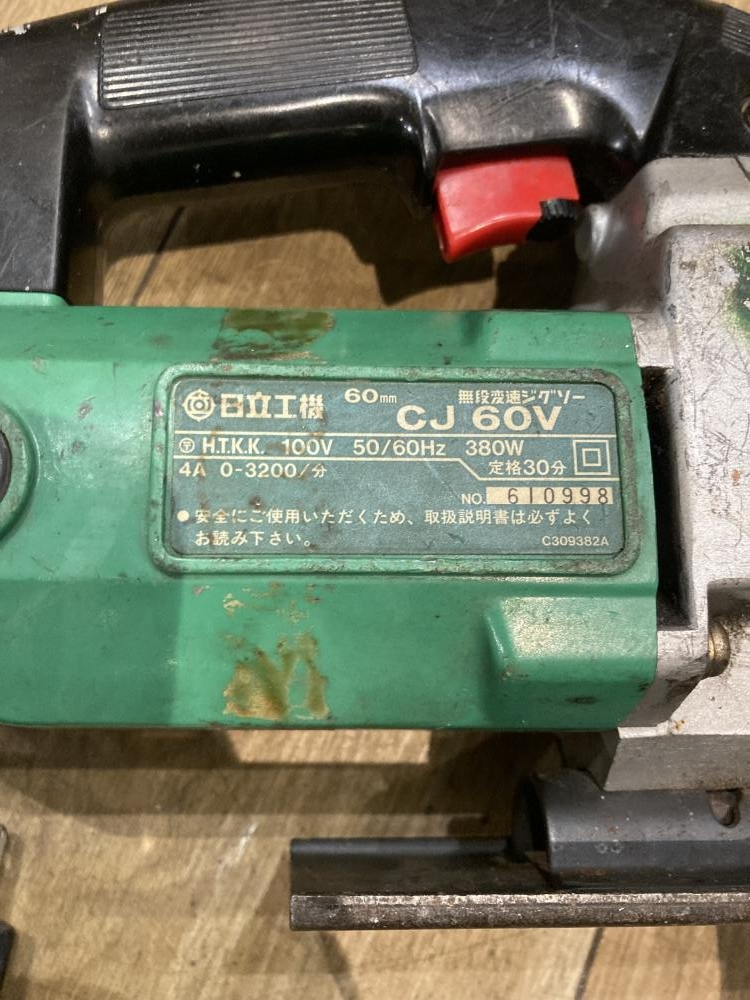 日立工機 60mm 無段変速ジグソー
CJ 60V
〒 H.T.K.K. 100V 50/60Hz 380W
4A 0-3200/分 定格30分
NO. 610998
●安全にご使用いただくため、取扱説明書は必ずよく
お読み下さい。 C309382A